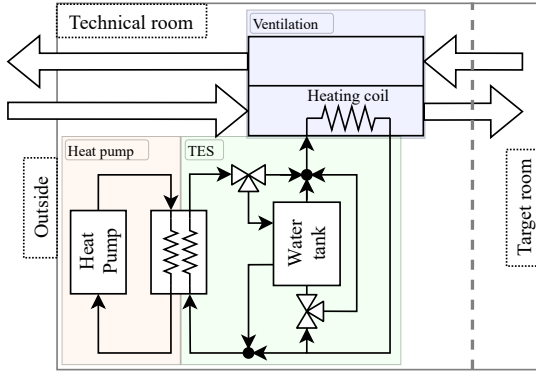 Technical room
Ventilation
Heating coil
Heat pump
TES
Outside
Heat
Pump
Water
tank
Target room